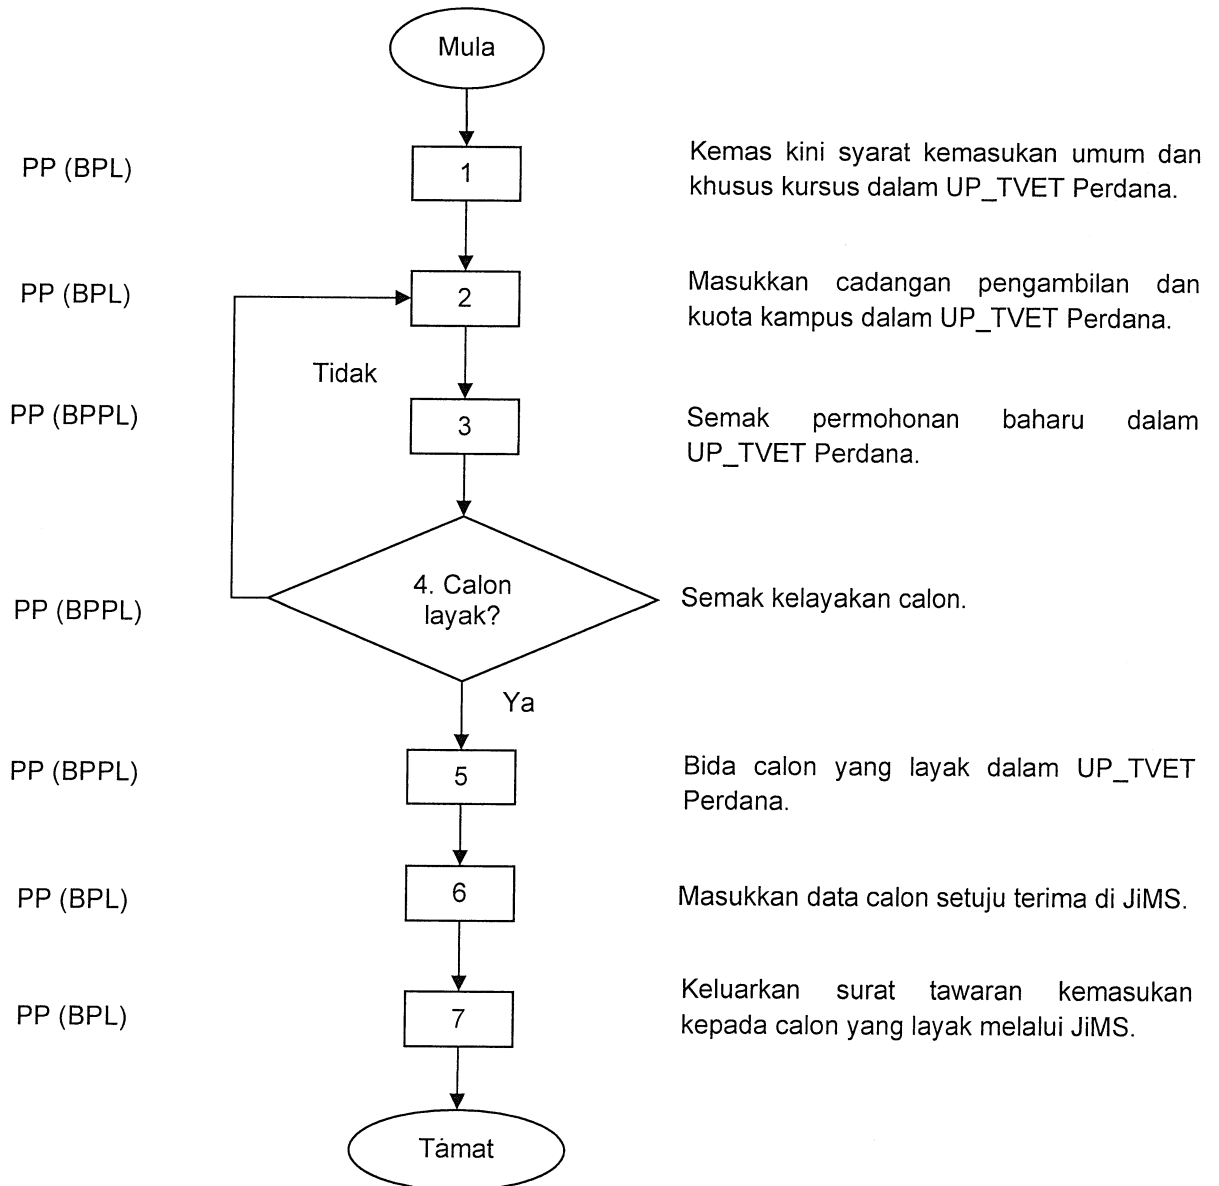 Mula
PP (BPL)
1
Kemas kini syarat kemasukan umum dan
khusus kursus dalam UP_TVET Perdana.
PP (BPL)
2
Masukkan cadangan pengambilan dan
kuota kampus dalam UP_TVET Perdana.
Tidak
PP (BPPL)
3
Semak permohonan baharu dalam
UP_TVET Perdana.
PP (BPPL)
4. Calon
layak?
Semak kelayakan calon.
Ya
PP (BPPL)
5
Bida calon yang layak dalam UP_TVET
Perdana.
PP (BPL)
6
Masukkan data calon setuju terima di JiMS.
PP (BPL)
7
Keluarkan surat tawaran kemasukan
kepada calon yang layak melalui JiMS.
Tamat